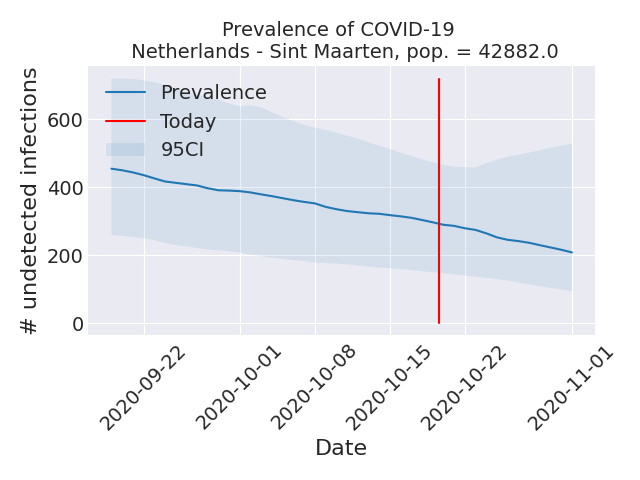 Prevalence of COVID-19
Netherlands - Sint Maarten, pop. = 42882.0
# undetected infections
600
400
200
0
Prevalence
Today
95CI
2020-09-22
2020-10-01
2020-10-08
2020-10-15
2020-10-22
2020-11-01
Date